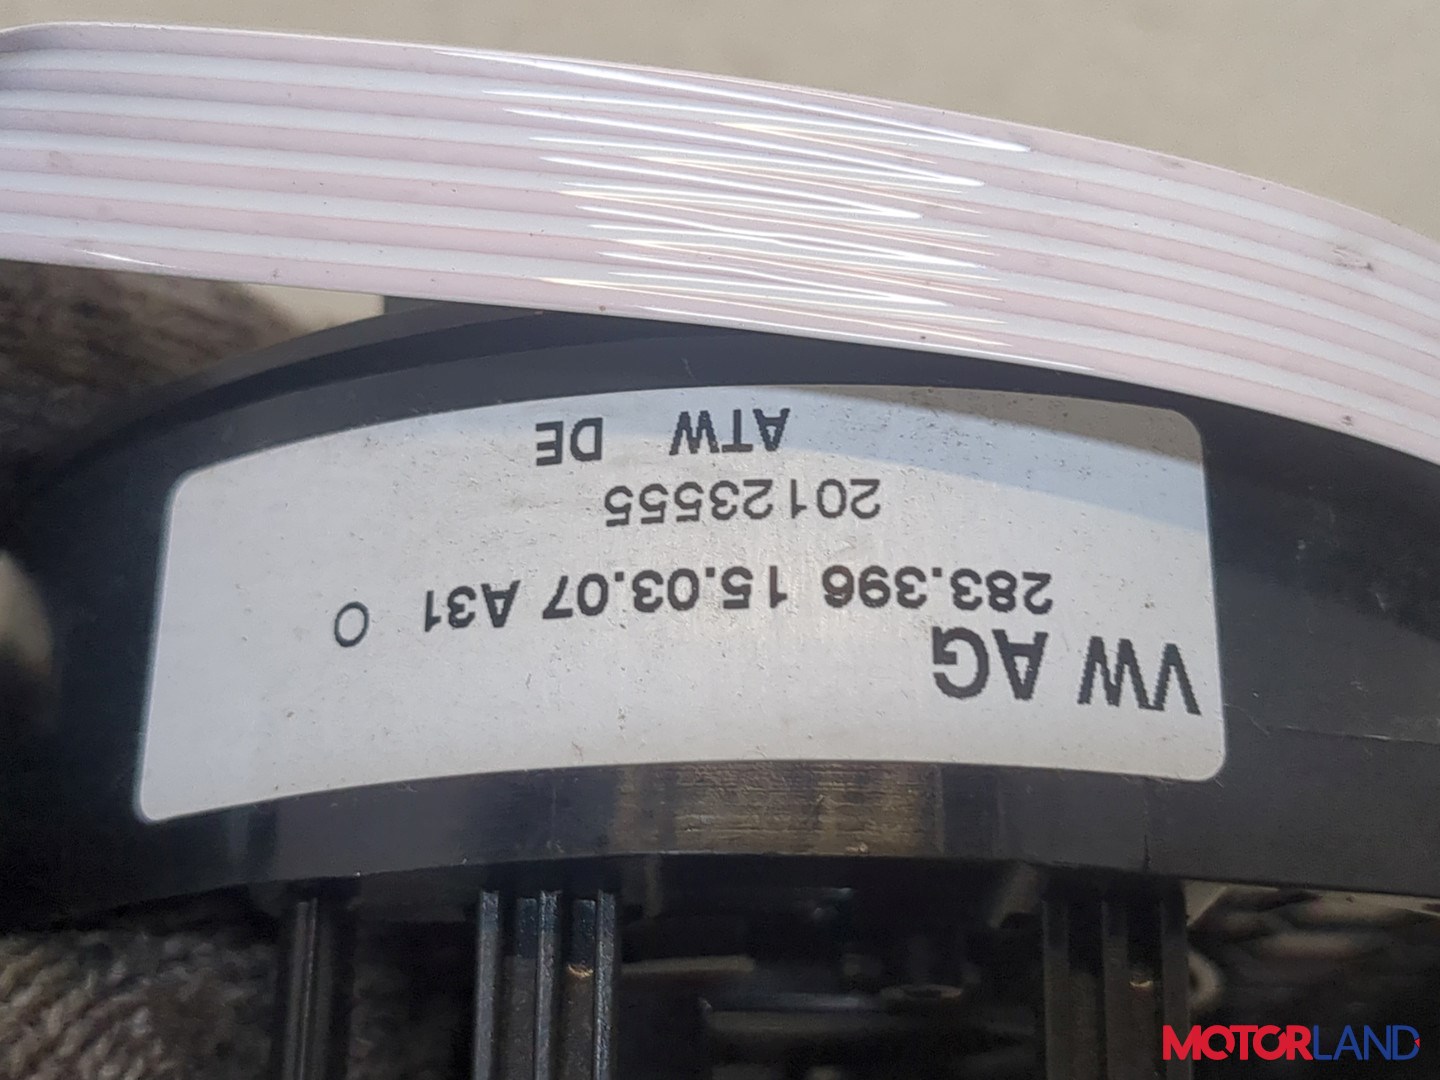 VW AG
283.396 15.03.07 A31 O
20123555
ATW DE
MOTORLAND